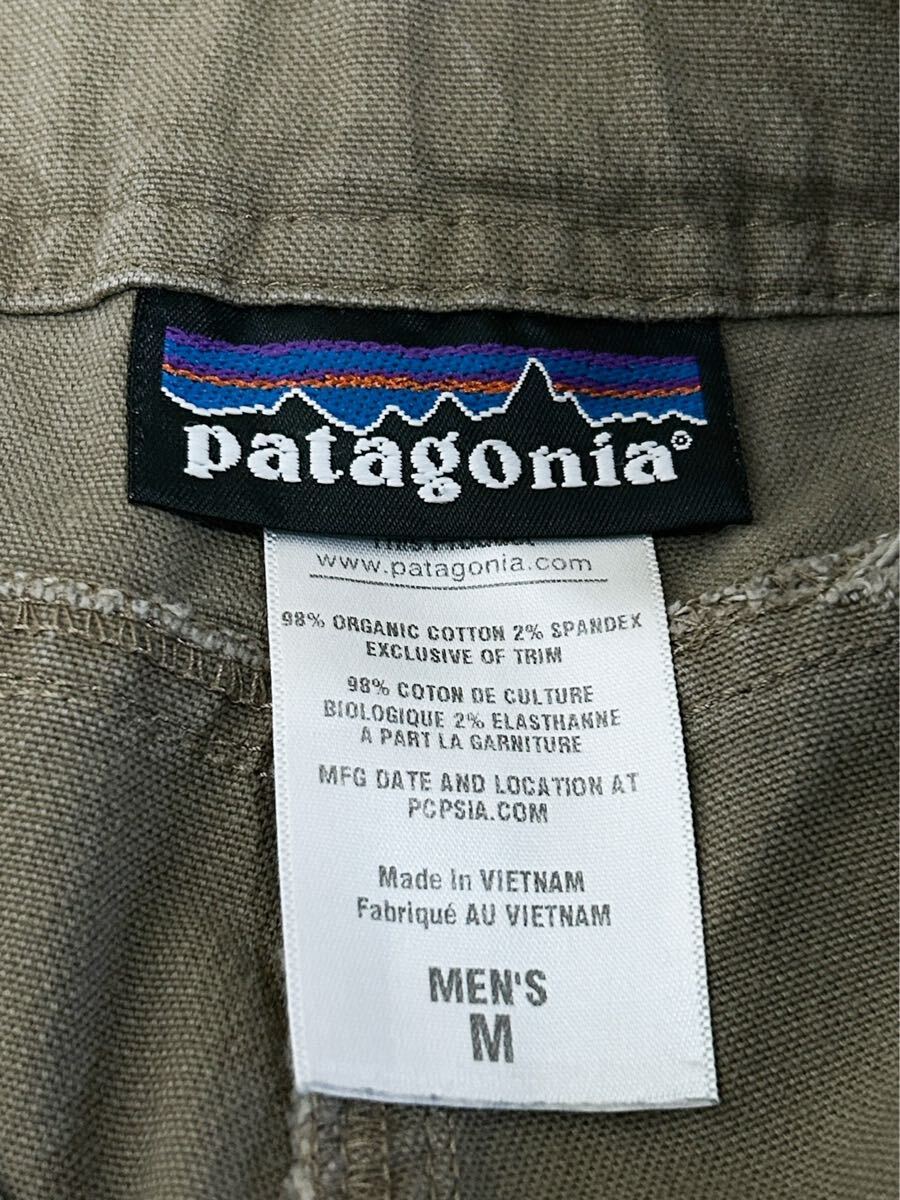 patagonia®
www.patagonia.com
98% ORGANIC COTTON 2% SPANDEX
EXCLUSIVE OF TRIM
98% COTON DE CULTURE
BIOLOGIQUE 2% ELASTHANNE
A PART LA GARNITURE
MFG DATE AND LOCATION AT
PCPSIA.COM
Made in VIETNAM
Fabriqué AU VIETNAM
MEN'S
M